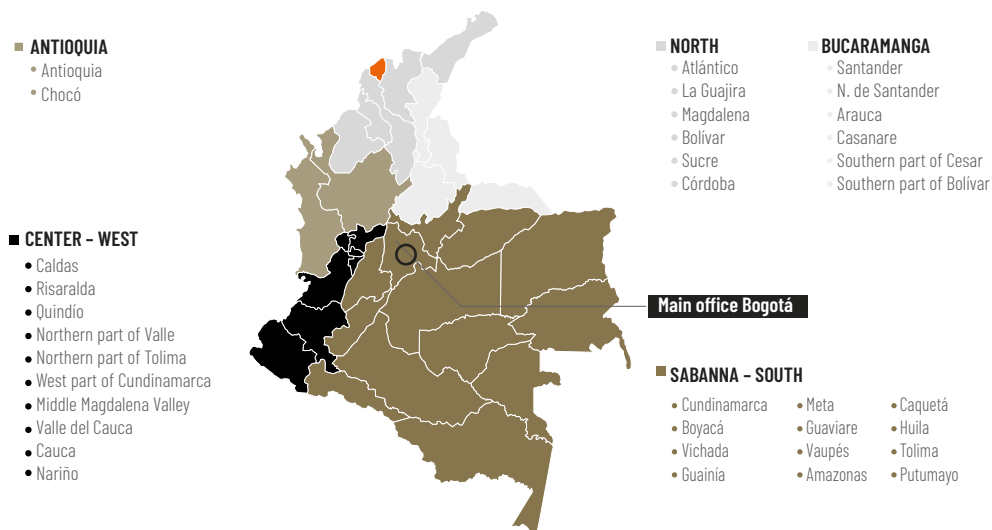 ANTIOQUIA
Antioquia
Chocó
NORTH
Atlántico
La Guajira
Magdalena
Bolívar
Sucre
Córdoba
BUCARAMANGA
Santander
N. de Santander
Arauca
Casanare
Southern part of Cesar
Southern part of Bolívar
CENTER - WEST
Caldas
Risaralda
Quindío
Northern part of Valle
Northern part of Tolima
West part of Cundinamarca
Middle Magdalena Valley
Valle del Cauca
Cauca
Nariño
Main office Bogotá
SABANNA - SOUTH
Cundinamarca
Boyacá
Vichada
Guainía
Meta
Guaviare
Vaupés
Amazonas
Caquetá
Huila
Tolima
Putumayo